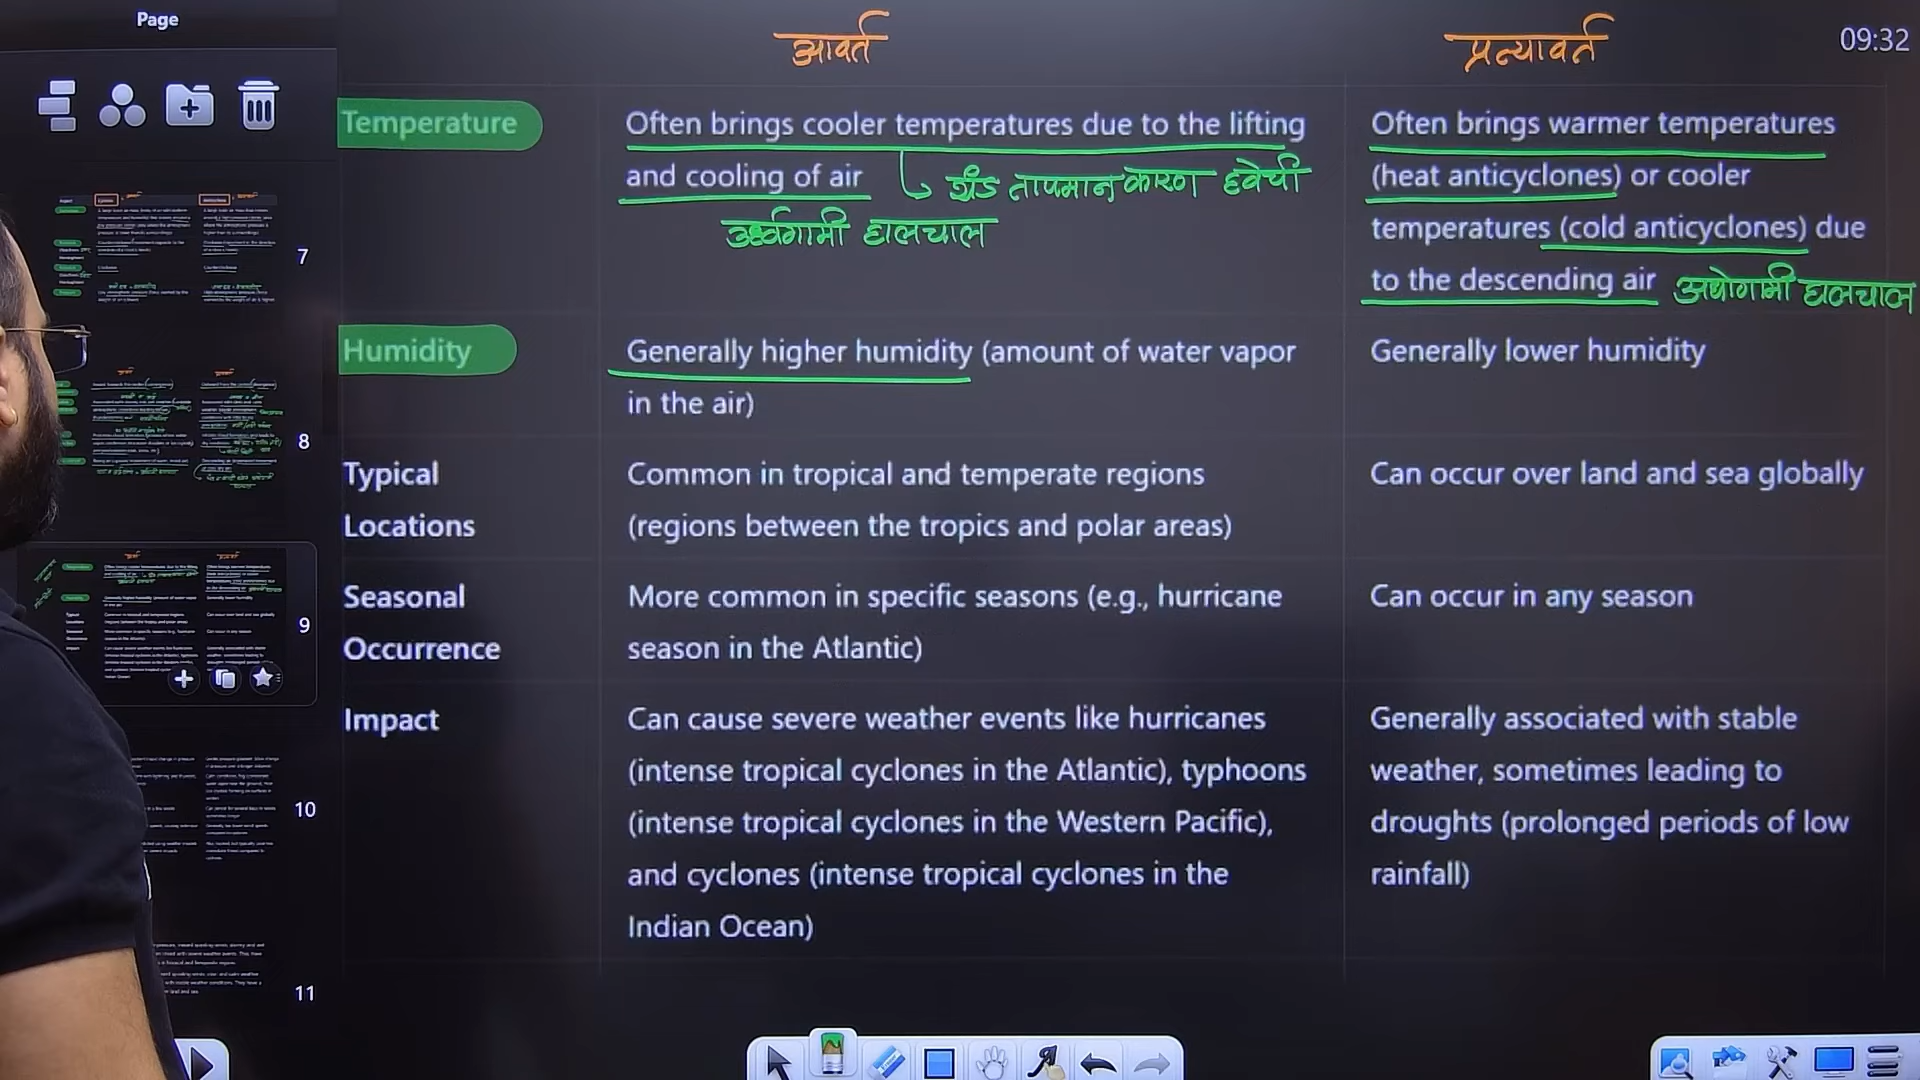 Page
आवर्त
प्रत्यावर्त
09:32
Temperature
Often brings cooler temperatures due to the lifting
and cooling of air
थंड तापमान कारण हवेची
उर्ध्वगामी हालचाल
Often brings warmer temperatures
(heat anticyclones) or cooler
temperatures (cold anticyclones) due
to the descending air
अधोगामी हालचाल
Humidity
Generally higher humidity (amount of water vapor
in the air)
Generally lower humidity
Typical
Locations
Common in tropical and temperate regions
(regions between the tropics and polar areas)
Can occur over land and sea globally
Seasonal
Occurrence
More common in specific seasons (e.g., hurricane
season in the Atlantic)
Can occur in any season
Impact
Can cause severe weather events like hurricanes
(intense tropical cyclones in the Atlantic), typhoons
(intense tropical cyclones in the Western Pacific),
and cyclones (intense tropical cyclones in the
Indian Ocean)
Generally associated with stable
weather, sometimes leading to
droughts (prolonged periods of low
rainfall)
7
8
9
10
11